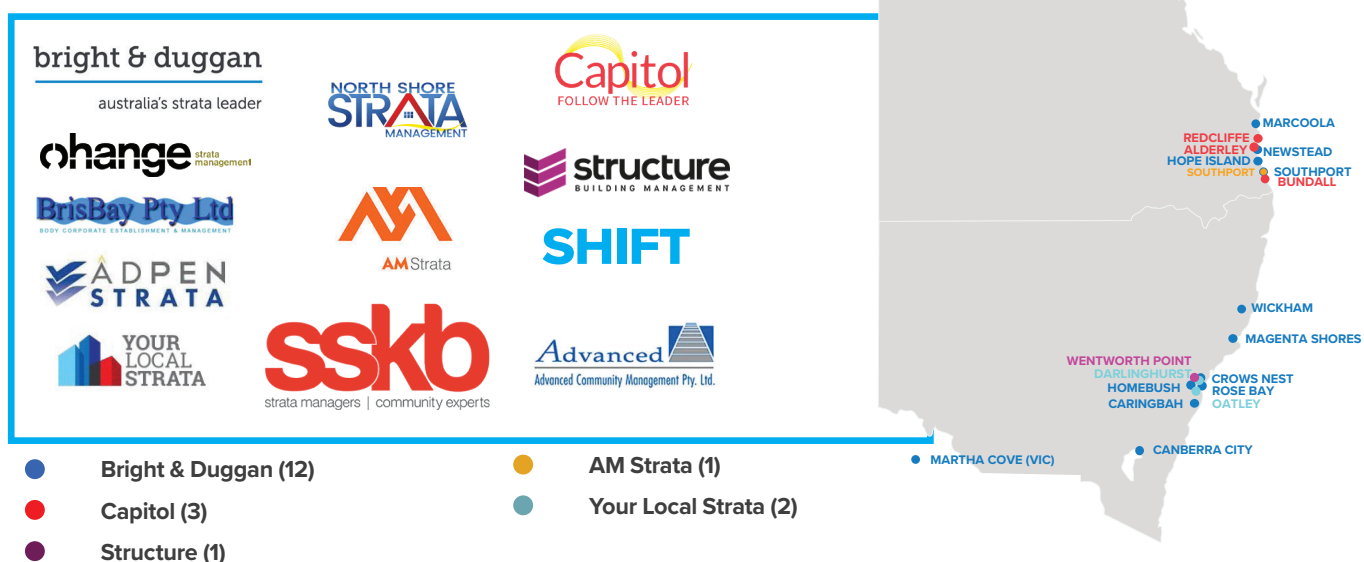 bright & duggan
australia's strata leader
change strata management
BrisBay Pty Ltd
BODY CORPORATE ESTABLISHMENT & MANAGEMENT
ADPEN
STRATA
YOUR
LOCAL
STRATA
NORTH SHORE
STRATA
MANAGEMENT
AM Strata
sskb
strata managers | community experts
Capitol
FOLLOW THE LEADER
structure
BUILDING MANAGEMENT
SHIFT
Advanced
Advanced Community Management Pty. Ltd.
MARCOOLA
REDCLIFFE
ALDERLEY
NEWSTEAD
HOPE ISLAND
SOUTHPORT
SOUTHPORT
BUNDALL
WICKHAM
MAGENTA SHORES
WENTWORTH POINT
DARLINGHURST
CROWS NEST
HOMEBUSH
ROSE BAY
CARINGBAH
OATLEY
CANBERRA CITY
MARTHA COVE (VIC)
Bright & Duggan (12)
Capitol (3)
Structure (1)
AM Strata (1)
Your Local Strata (2)